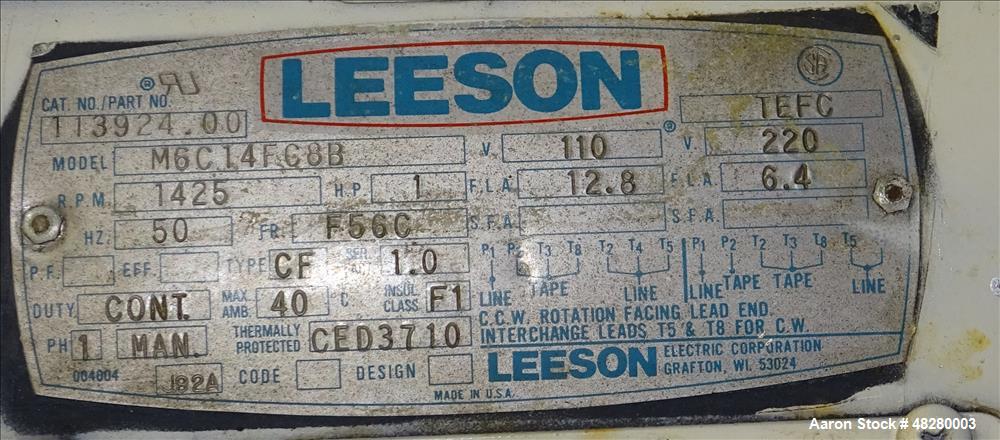 LEESON
CAT. NO./PART NO.
113924.00
TEFC
MODEL M6C14FC8B V. 110 V. 220
R.P.M. 1425 H.P. 1 F.L.A. 12.8 F.L.A. 6.4
HZ. 50 FR. F56C S.F.A. S.F.A.
P.F. EFF. TYPE CF 1.0
P1 T3 T8 T2 T4 T5 P1 P2 T2 T3 T8 T5
LINE TAPE LINE LINE TAPE TAPE LINE
DUTY CONT. MAX. AMB. 40 °C INSUL CLASS F1
C.C.W. ROTATION FACING LEAD END.
INTERCHANGE LEADS T5 & T8 FOR C.W.
PH 1 MAN. THERMALLY PROTECTED CED3710
004004 J82A CODE DESIGN
LEESON ELECTRIC CORPORATION
GRAFTON, WI. 53024
MADE IN U.S.A.
Aaron Stock # 48280003